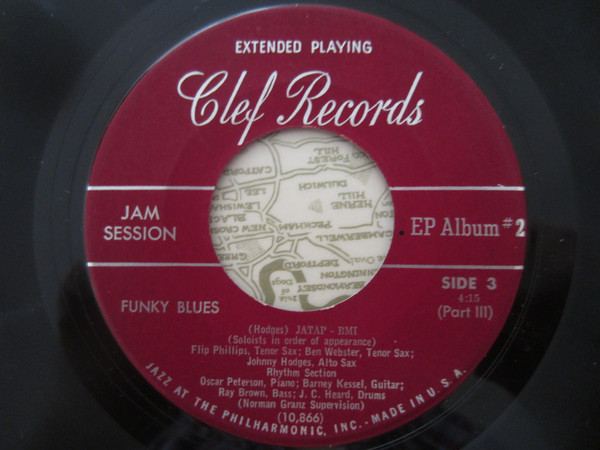 EXTENDED PLAYING
Clef Records
JAM
SESSION
EP Album #2
SIDE 3
4:15
(Part III)
FUNKY BLUES
(Hodges) JATAP - BMI
(Soloists in order of appearance)
Flip Phillips, Tenor Sax; Ben Webster, Tenor Sax;
Johnny Hodges, Alto Sax
Rhythm Section
Oscar Peterson, Piano; Barney Kessel, Guitar;
Ray Brown, Bass; J. C. Heard, Drums
(Norman Granz Supervision)
(10,866)
JAZZ AT THE PHILHARMONIC, INC.—MADE IN U.S.A.
FOREST
HILL
CATFORD
DULWICH
LEE
HERNE
HILL
LEWISHAM
CAMBERWELL
PECKHAM
NEW CROSS
Oval
DEPTFORD
BERMONDSEY
Isle
of
Dogs